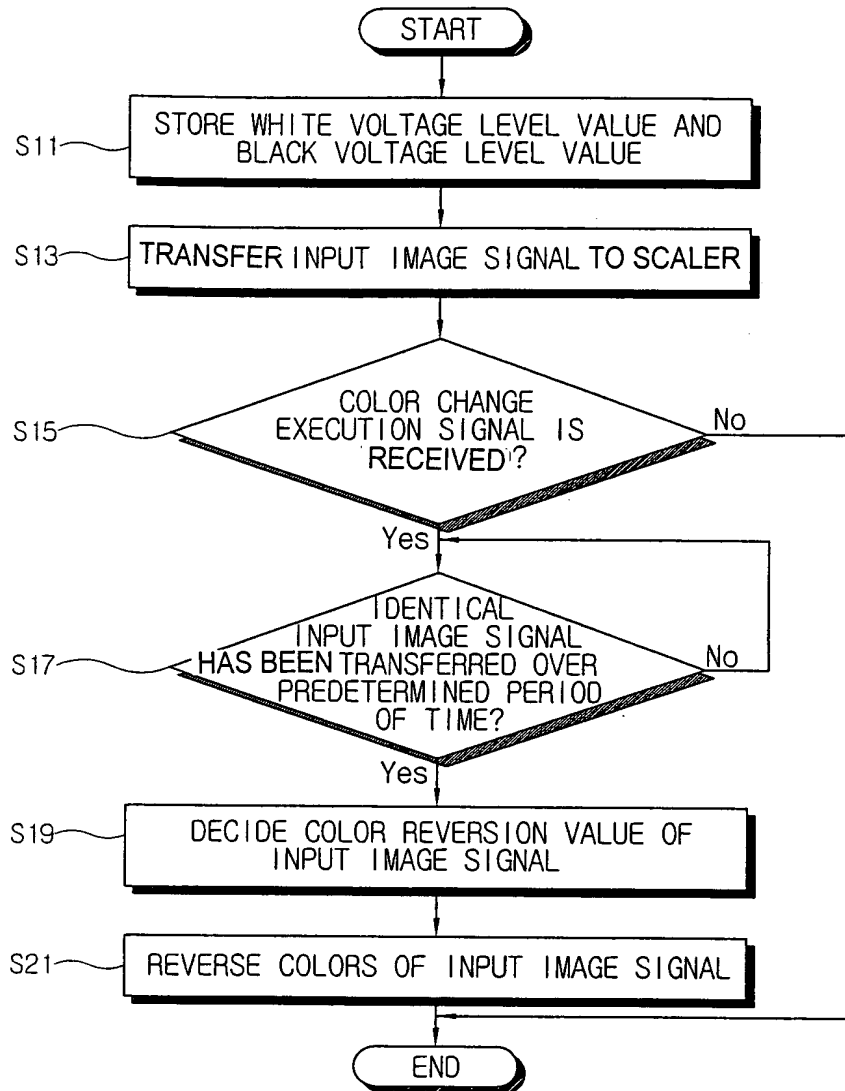 START
S11
STORE WHITE VOLTAGE LEVEL VALUE AND
BLACK VOLTAGE LEVEL VALUE
S13
TRANSFER INPUT IMAGE SIGNAL TO SCALER
S15
COLOR CHANGE
EXECUTION SIGNAL IS
RECEIVED?
No
Yes
S17
IDENTICAL
INPUT IMAGE SIGNAL
HAS BEEN TRANSFERRED OVER
PREDETERMINED PERIOD
OF TIME?
No
Yes
S19
DECIDE COLOR REVERSION VALUE OF
INPUT IMAGE SIGNAL
S21
REVERSE COLORS OF INPUT IMAGE SIGNAL
END